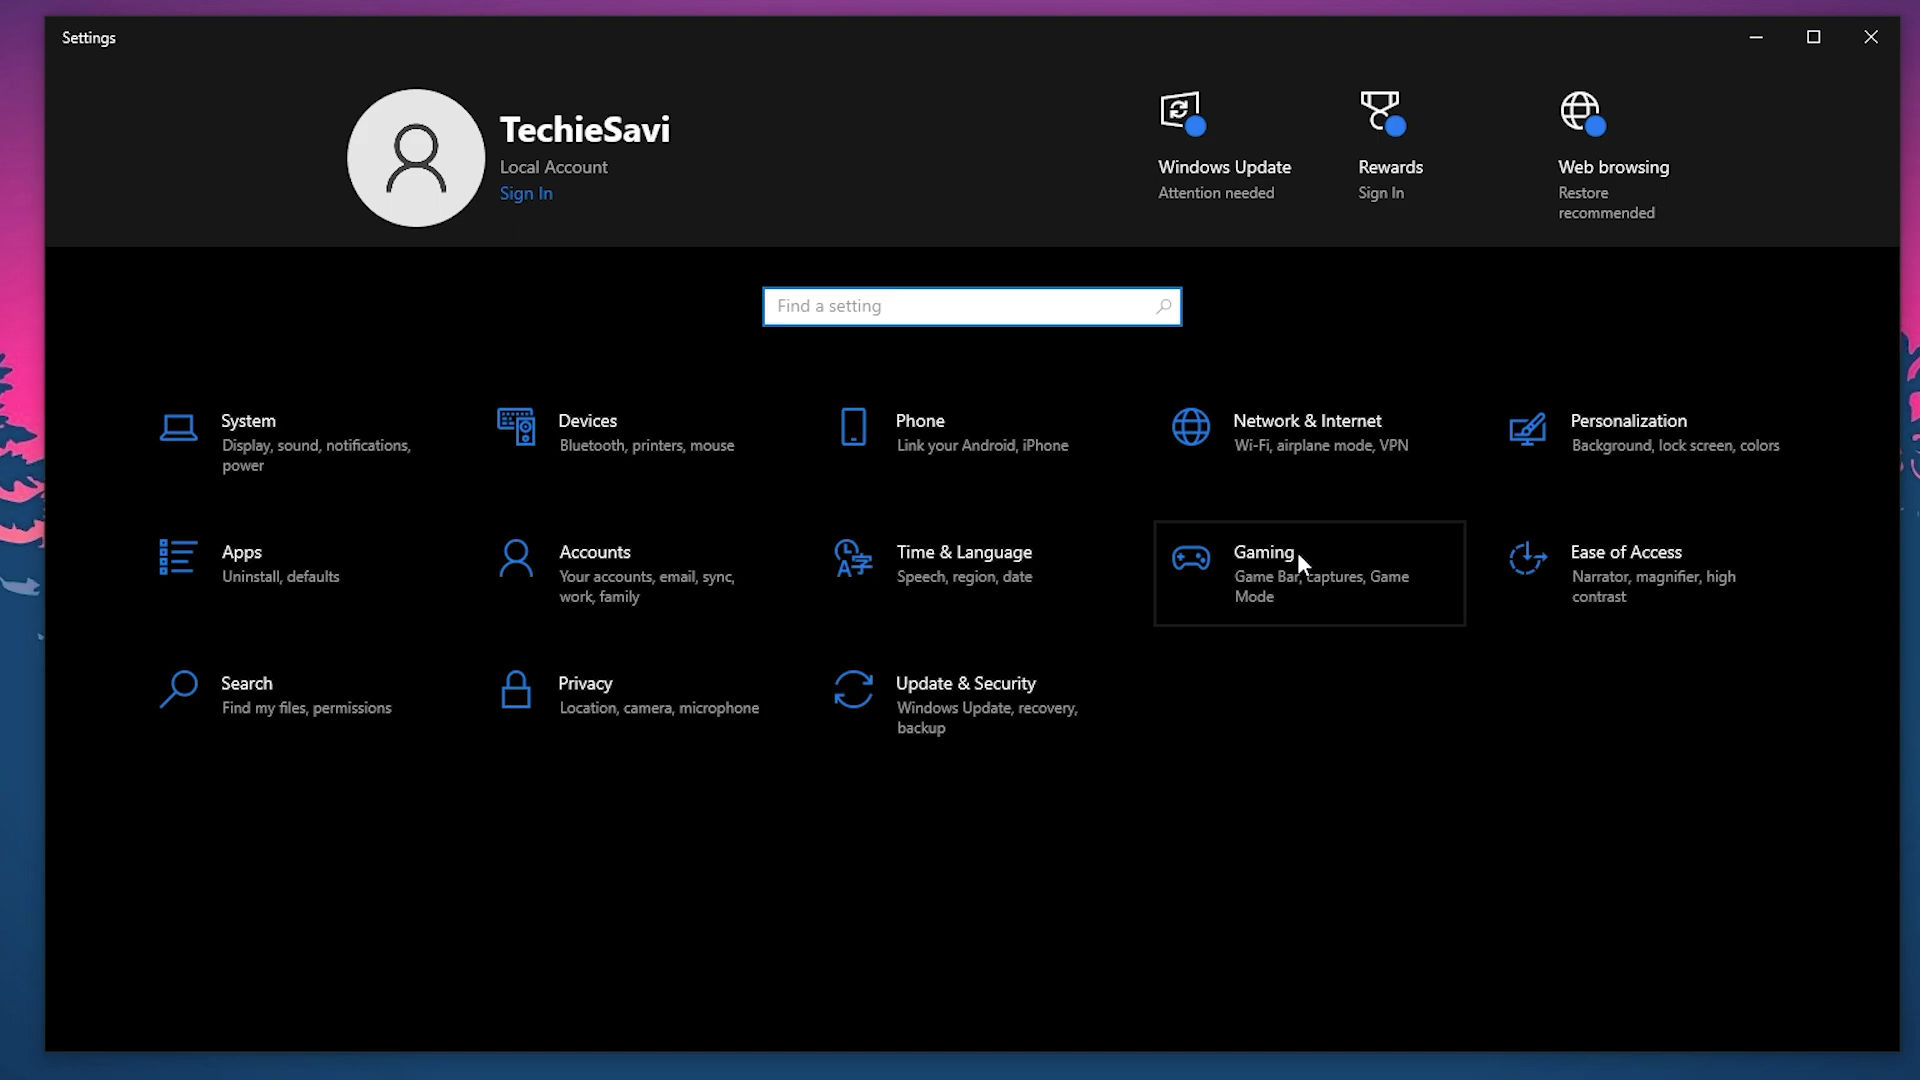 Settings
TechieSavi
Local Account
Sign In
Windows Update
Attention needed
Rewards
Sign In
Web browsing
Restore
recommended
Find a setting
System
Display, sound, notifications,
power
Devices
Bluetooth, printers, mouse
Phone
Link your Android, iPhone
Network & Internet
Wi-Fi, airplane mode, VPN
Personalization
Background, lock screen, colors
Apps
Uninstall, defaults
Accounts
Your accounts, email, sync,
work, family
Time & Language
Speech, region, date
Gaming
Game Bar, captures, Game
Mode
Ease of Access
Narrator, magnifier, high
contrast
Search
Find my files, permissions
Privacy
Location, camera, microphone
Update & Security
Windows Update, recovery,
backup